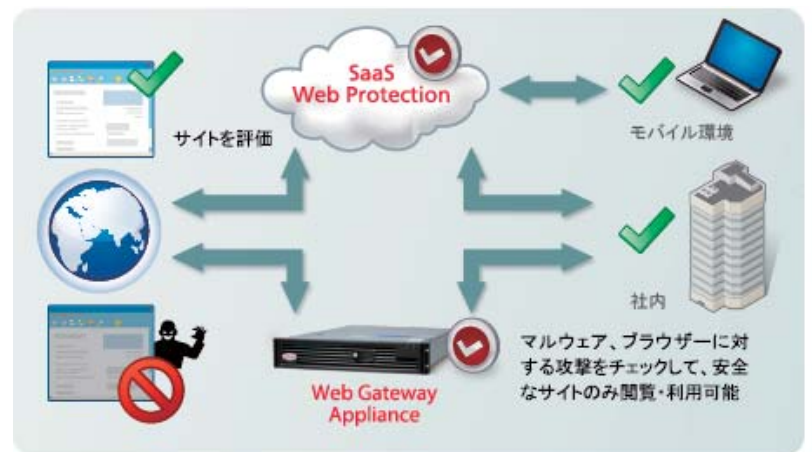 SaaS
Web Protection
サイトを評価
モバイル環境
社内
Web Gateway
Appliance
マルウェア、ブラウザーに対
する攻撃をチェックして、安全
なサイトのみ閲覧・利用可能